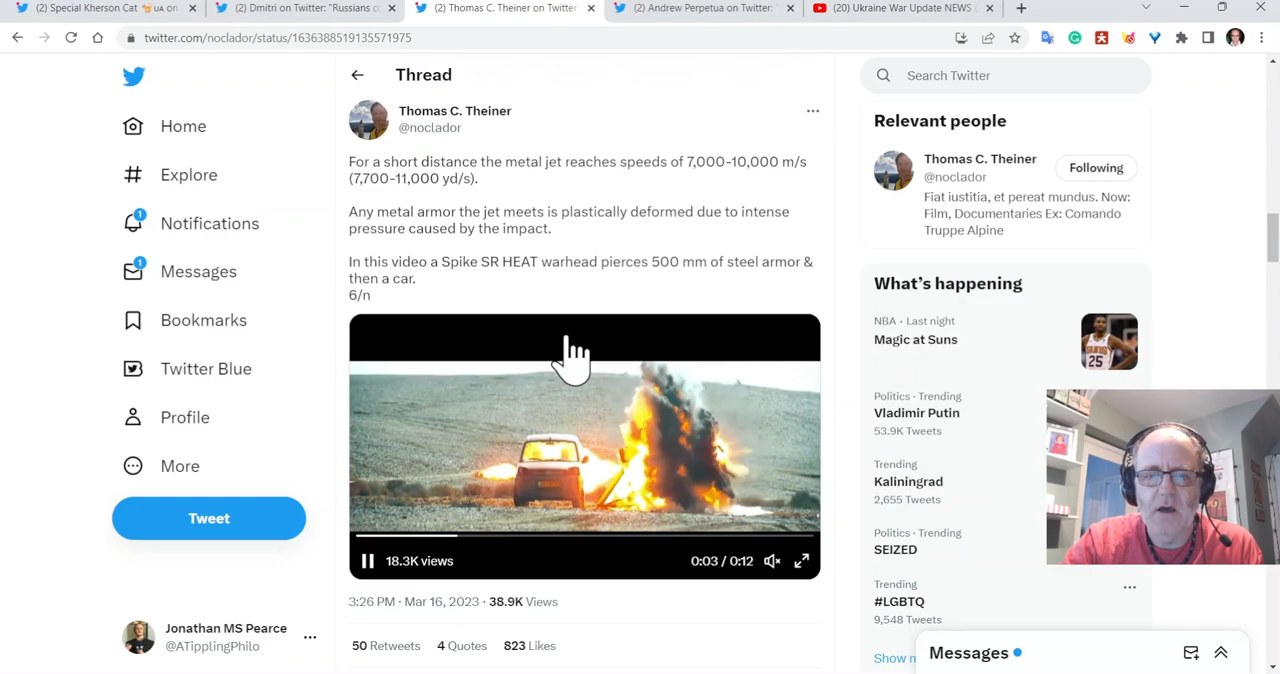 (2) Special Kherson Cat UA on
(2) Dmitri on Twitter: "Russians c
(2) Thomas C. Theiner on Twitter
(2) Andrew Perpetua on Twitter: "
(20) Ukraine War Update NEWS (
twitter.com/noclador/status/1636388519135571975
Thread
Search Twitter
Thomas C. Theiner
@noclador
For a short distance the metal jet reaches speeds of 7,000-10,000 m/s
(7,700-11,000 yd/s).
Any metal armor the jet meets is plastically deformed due to intense
pressure caused by the impact.
In this video a Spike SR HEAT warhead pierces 500 mm of steel armor &
then a car.
6/n
18.3K views
0:03 / 0:12
3:26 PM · Mar 16, 2023 · 38.9K Views
50 Retweets 4 Quotes 823 Likes
Home
Explore
1
Notifications
1
Messages
Bookmarks
Twitter Blue
Profile
More
Tweet
Jonathan MS Pearce
@ATipplingPhilo
Relevant people
Thomas C. Theiner
@noclador
Following
Fiat iustitia, et pereat mundus. Now:
Film, Documentaries Ex: Comando
Truppe Alpine
What's happening
NBA · Last night
Magic at Suns
SUNS
25
Politics · Trending
Vladimir Putin
53.9K Tweets
Trending
Kaliningrad
2,655 Tweets
Politics · Trending
SEIZED
Trending
#LGBTQ
9,548 Tweets
Show m
Messages